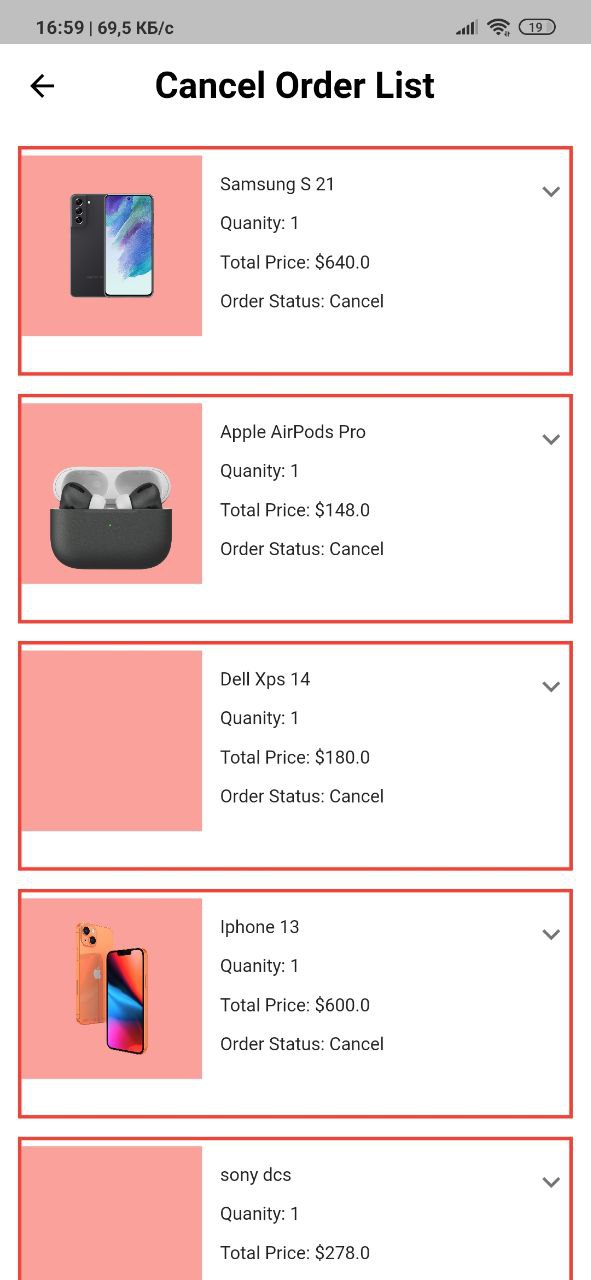 16:59 | 69,5 КБ/с
19
Cancel Order List
Samsung S 21
Quanity: 1
Total Price: $640.0
Order Status: Cancel
Apple AirPods Pro
Quanity: 1
Total Price: $148.0
Order Status: Cancel
Dell Xps 14
Quanity: 1
Total Price: $180.0
Order Status: Cancel
Iphone 13
Quanity: 1
Total Price: $600.0
Order Status: Cancel
sony dcs
Quanity: 1
Total Price: $278.0